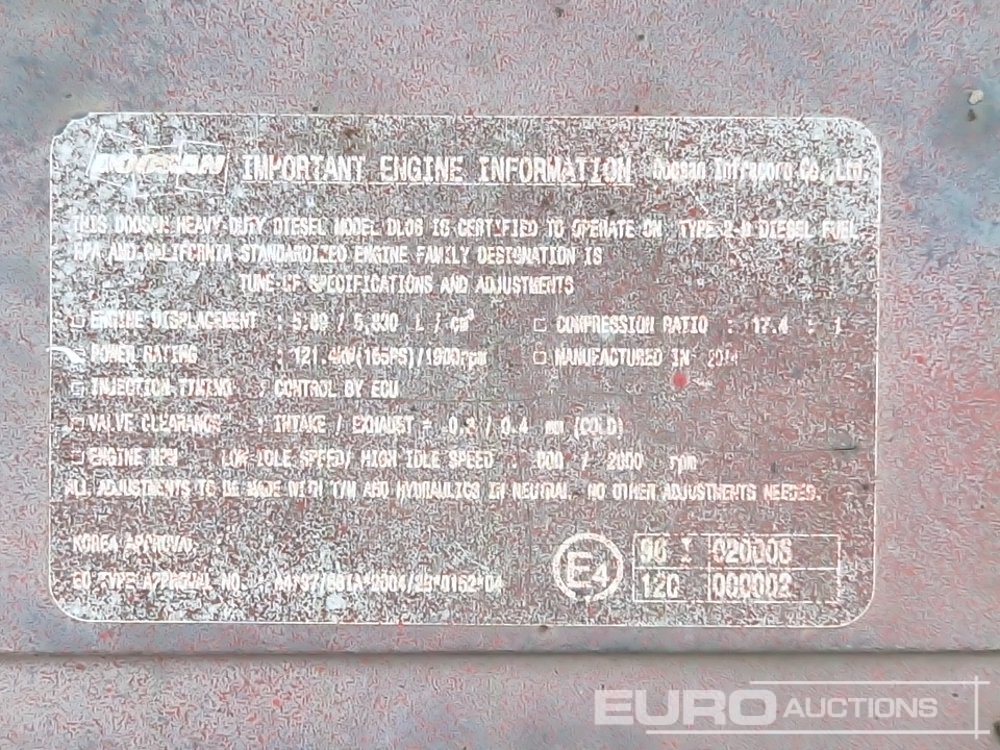 DOOSAN IMPORTANT ENGINE INFORMATION Doosan Infracore Co., Ltd.
THIS DOOSAN HEAVY-DUTY DIESEL MODEL DL06 IS CERTIFIED TO OPERATE ON TYPE 2-D DIESEL FUEL
EPA AND CALIFORNIA STANDARDIZED ENGINE FAMILY DESIGNATION IS
TUNE-UP SPECIFICATIONS AND ADJUSTMENTS
ENGINE DISPLACEMENT : 5.89 / 5,890 L / cm³
COMPRESSION RATIO : 17.4 : 1
POWER RATING : 121.4kW(165PS)/1900rpm
MANUFACTURED IN
INJECTION TIMING : CONTROL BY ECU
VALVE CLEARANCE : INTAKE / EXHAUST = 0.3 / 0.4 mm (COLD)
ENGINE RPM LOW IDLE SPEED/ HIGH IDLE SPEED : 800 / 2000 rpm
ALL ADJUSTMENTS TO BE MADE WITH T/M AND HYDRAULICS IN NEUTRAL. NO OTHER ADJUSTMENTS NEEDED.
KOREA APPROVAL :
TYPE APPROVAL NO.
E4
96 I 020006
120 000002
EURO AUCTIONS